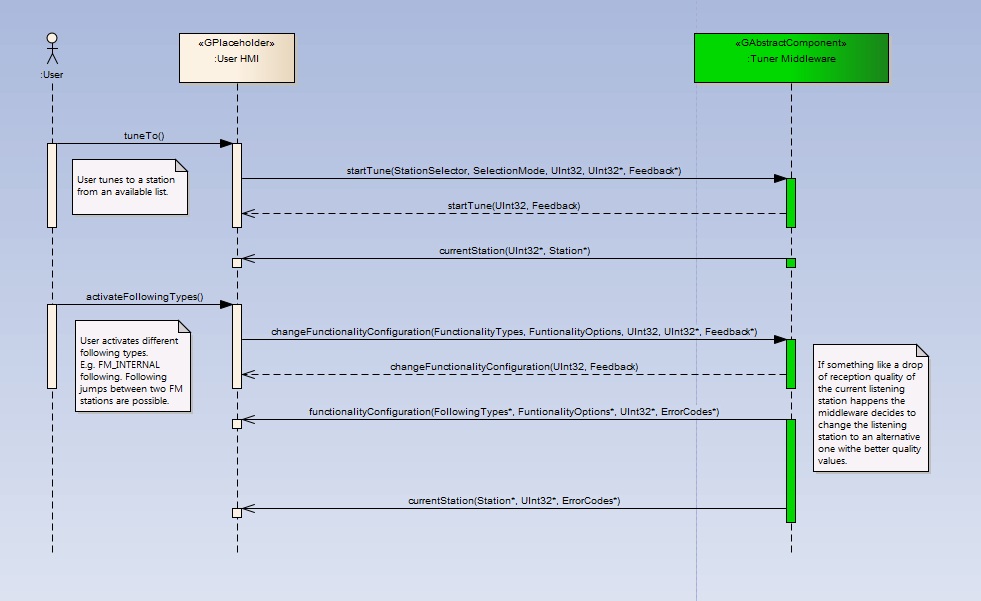 «GPlaceholder»
:User HMI
«GAbstractComponent»
:Tuner Middleware
:User
tuneTo()
User tunes to a station
from an available list.
startTune(StationSelector, SelectionMode, UInt32, UInt32*, Feedback*)
startTune(UInt32, Feedback)
currentStation(UInt32*, Station*)
activateFollowingTypes()
User activates different
following types.
E.g. FM_INTERNAL
following. Following
jumps between two FM
stations are possible.
changeFunctionalityConfiguration(FunctionalityTypes, FuntionalityOptions, UInt32, UInt32*, Feedback*)
changeFunctionalityConfiguration(UInt32, Feedback)
functionalityConfiguration(FollowingTypes*, FuntionalityOptions*, UInt32*, ErrorCodes*)
If something like a drop
of reception quality of
the current listening
station happens the
middleware decides to
change the listening
station to an alternative
one withe better quality
values.
currentStation(Station*, UInt32*, ErrorCodes*)